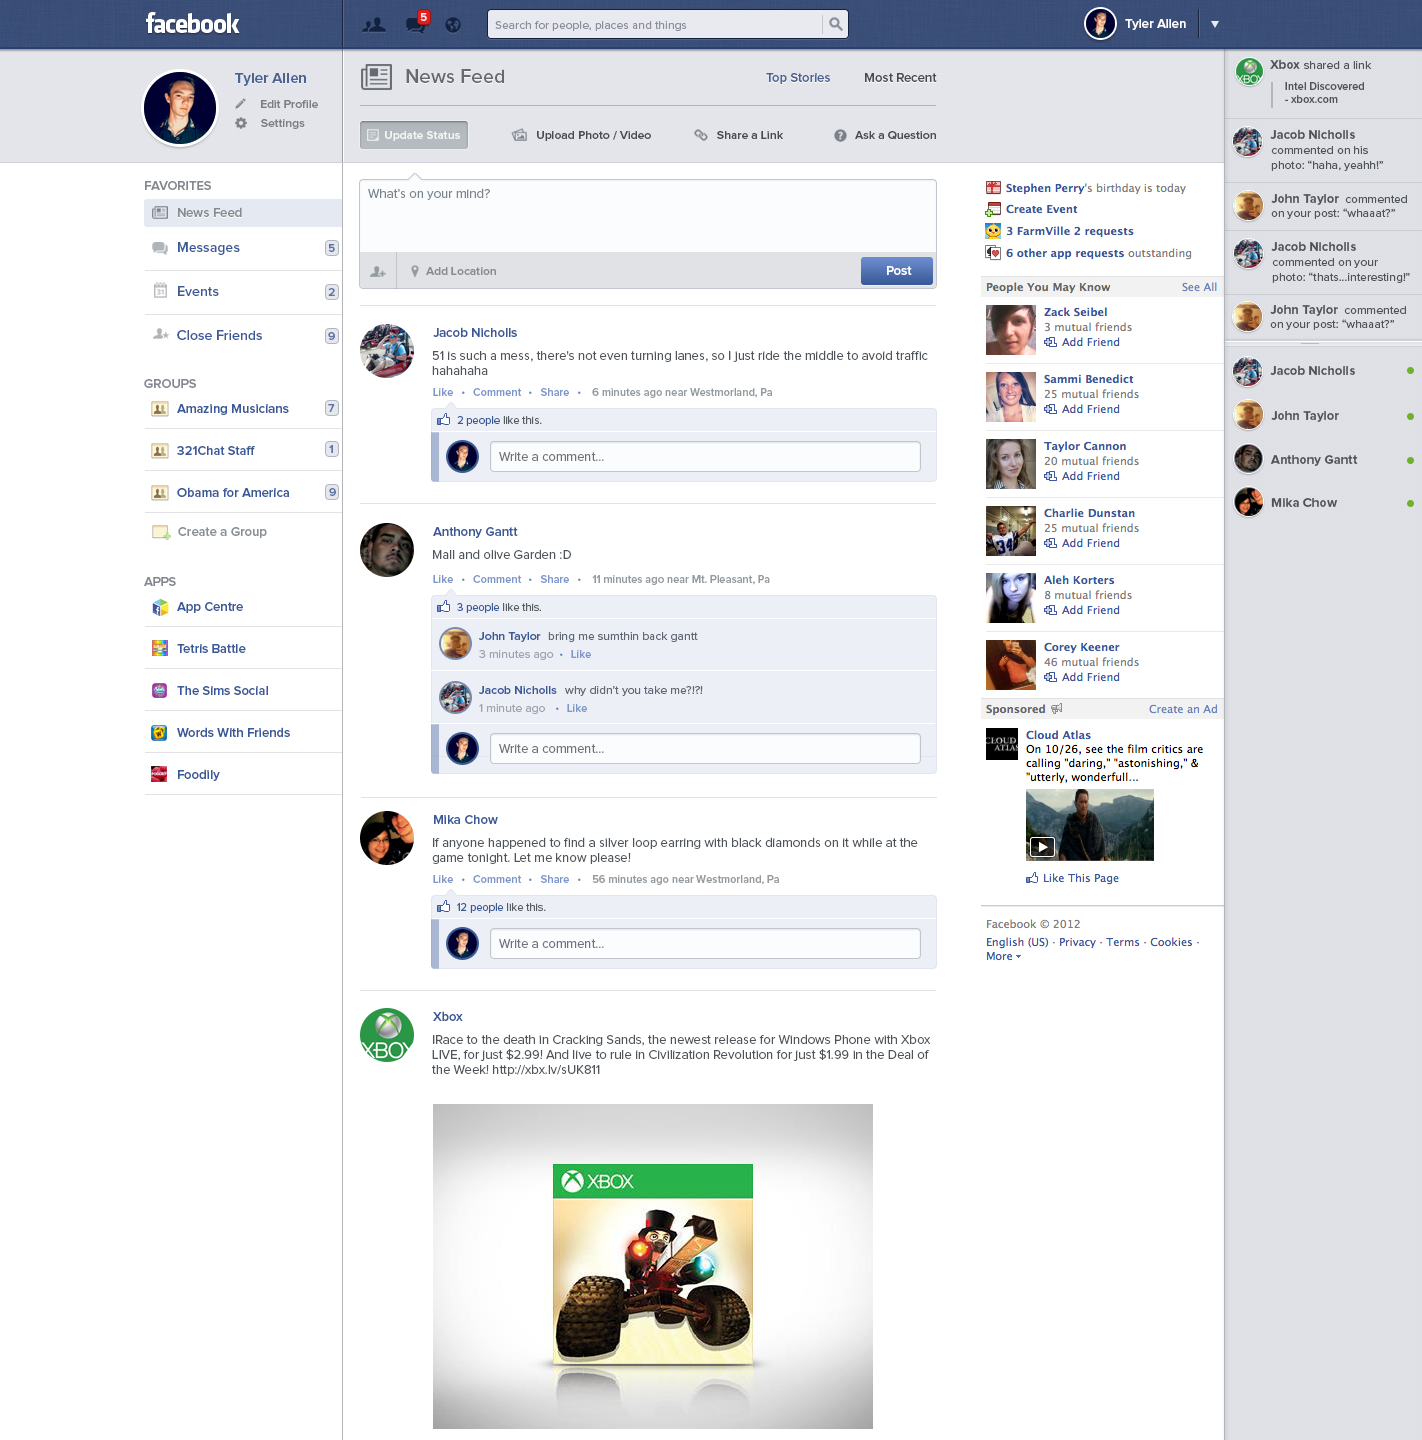 facebook
5
Search for people, places and things
Tyler Allen
Tyler Allen
Edit Profile
Settings
FAVORITES
News Feed
Messages 5
Events 2
Close Friends 9
GROUPS
Amazing Musicians 7
321Chat Staff 1
Obama for America 9
Create a Group
APPS
App Centre
Tetris Battle
The Sims Social
Words With Friends
Foodily
News Feed
Top Stories
Most Recent
Update Status
Upload Photo / Video
Share a Link
Ask a Question
What's on your mind?
Add Location
Post
Jacob Nicholls
51 is such a mess, there's not even turning lanes, so I just ride the middle to avoid traffic
hahahaha
Like • Comment • Share • 6 minutes ago near Westmorland, Pa
2 people like this.
Write a comment...
Anthony Gantt
Mall and olive Garden :D
Like • Comment • Share • 11 minutes ago near Mt. Pleasant, Pa
3 people like this.
John Taylor bring me sumthin back gantt
3 minutes ago • Like
Jacob Nicholls why didn't you take me?!?!
1 minute ago • Like
Write a comment...
Mika Chow
If anyone happened to find a silver loop earring with black diamonds on it while at the
game tonight. Let me know please!
Like • Comment • Share • 56 minutes ago near Westmorland, Pa
12 people like this.
Write a comment...
Xbox
IRace to the death in Cracking Sands, the newest release for Windows Phone with Xbox
LIVE, for just $2.99! And live to rule in Civilization Revolution for just $1.99 in the Deal of
the Week! http://xbx.lv/sUK811
XBOX
XBOX
Stephen Perry's birthday is today
Create Event
3 FarmVille 2 requests
6 other app requests outstanding
People You May Know
See All
Zack Seibel
3 mutual friends
Add Friend
Sammi Benedict
25 mutual friends
Add Friend
Taylor Cannon
20 mutual friends
Add Friend
Charlie Dunstan
25 mutual friends
Add Friend
Aleh Korters
8 mutual friends
Add Friend
Corey Keener
46 mutual friends
Add Friend
Sponsored
Create an Ad
CLOUD
ATLAS
Cloud Atlas
On 10/26, see the film critics are
calling "daring," "astonishing," &
"utterly, wonderfull...
Like This Page
Facebook © 2012
English (US) · Privacy · Terms · Cookies ·
More
XBOX
Xbox shared a link
Intel Discovered
- xbox.com
Jacob Nicholls
commented on his
photo: "haha, yeahh!"
John Taylor commented
on your post: "whaaat?"
Jacob Nicholls
commented on your
photo: "thats...interesting!"
John Taylor commented
on your post: "whaaat?"
Jacob Nicholls
John Taylor
Anthony Gantt
Mika Chow